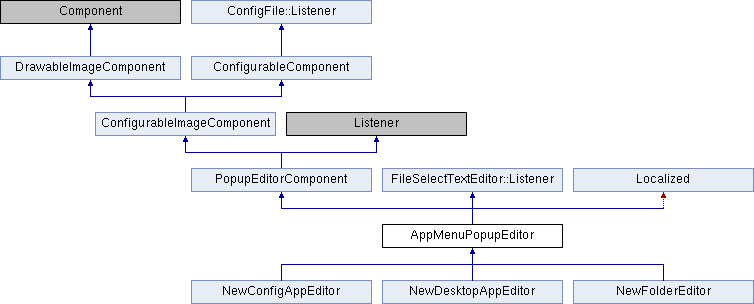 Component
ConfigFile::Listener
DrawableImageComponent
ConfigurableComponent
ConfigurableImageComponent
Listener
PopupEditorComponent
FileSelectTextEditor::Listener
Localized
AppMenuPopupEditor
NewConfigAppEditor
NewDesktopAppEditor
NewFolderEditor